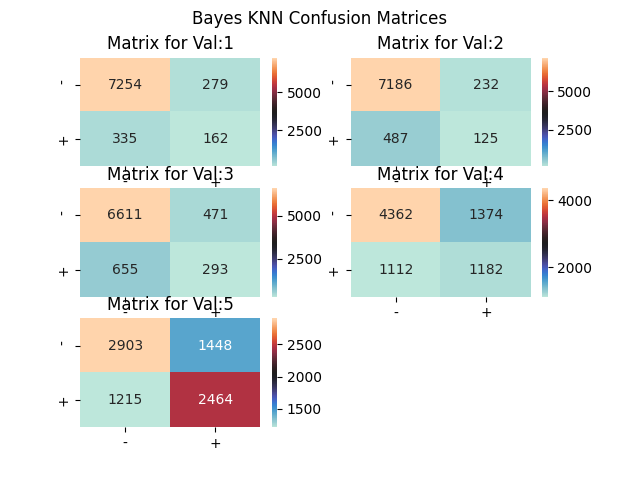 Bayes KNN Confusion Matrices
Matrix for Val:1
- 7254 279
+ 335 162
- +
5000
2500
Matrix for Val:2
- 7186 232
+ 487 125
- +
5000
2500
Matrix for Val:3
- 6611 471
+ 655 293
- +
5000
2500
Matrix for Val:4
- 4362 1374
+ 1112 1182
- +
4000
2000
Matrix for Val:5
- 2903 1448
+ 1215 2464
- +
2500
2000
1500